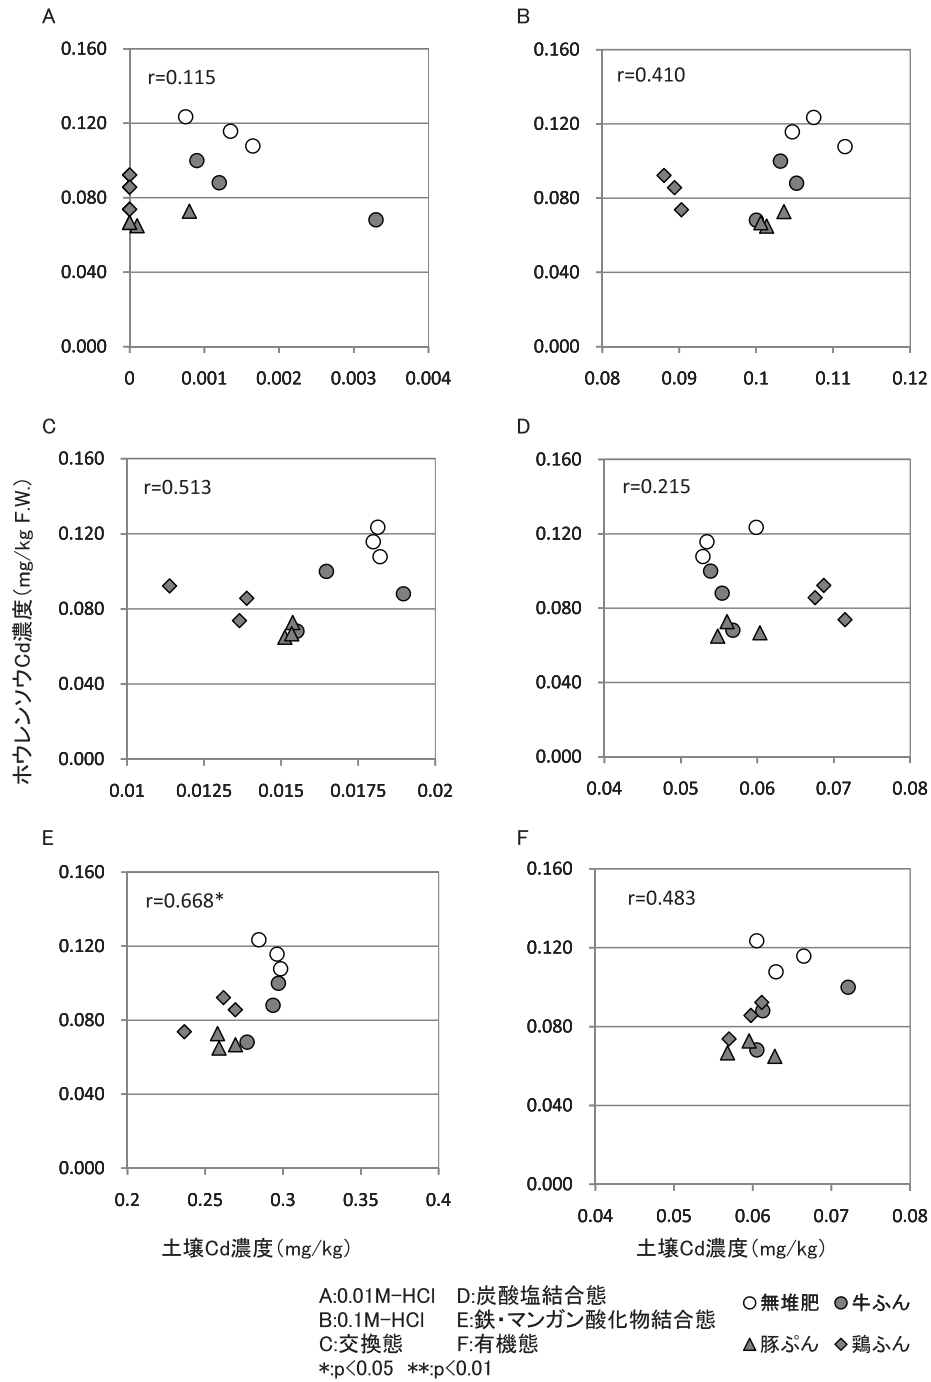 A
B
0.160
0.120
0.080
0.040
0.000
r=0.115
0
0.001
0.002
0.003
0.004
0.160
0.120
0.080
0.040
0.000
r=0.410
0.08
0.09
0.1
0.11
0.12
C
D
ホウレンソウCd濃度(mg/kg F.W.)
0.160
0.120
0.080
0.040
0.000
r=0.513
0.01
0.0125
0.015
0.0175
0.02
0.160
0.120
0.080
0.040
0.000
r=0.215
0.04
0.05
0.06
0.07
0.08
E
F
0.160
0.120
0.080
0.040
0.000
r=0.668*
0.2
0.25
0.3
0.35
0.4
0.160
0.120
0.080
0.040
0.000
r=0.483
0.04
0.05
0.06
0.07
0.08
土壌Cd濃度(mg/kg)
土壌Cd濃度(mg/kg)
A:0.01M-HCl D:炭酸塩結合態
B:0.1M-HCl E:鉄・マンガン酸化物結合態
C:交換態 F:有機態
*:p<0.05 **:p<0.01
無堆肥 牛ふん
豚ぷん 鶏ふん